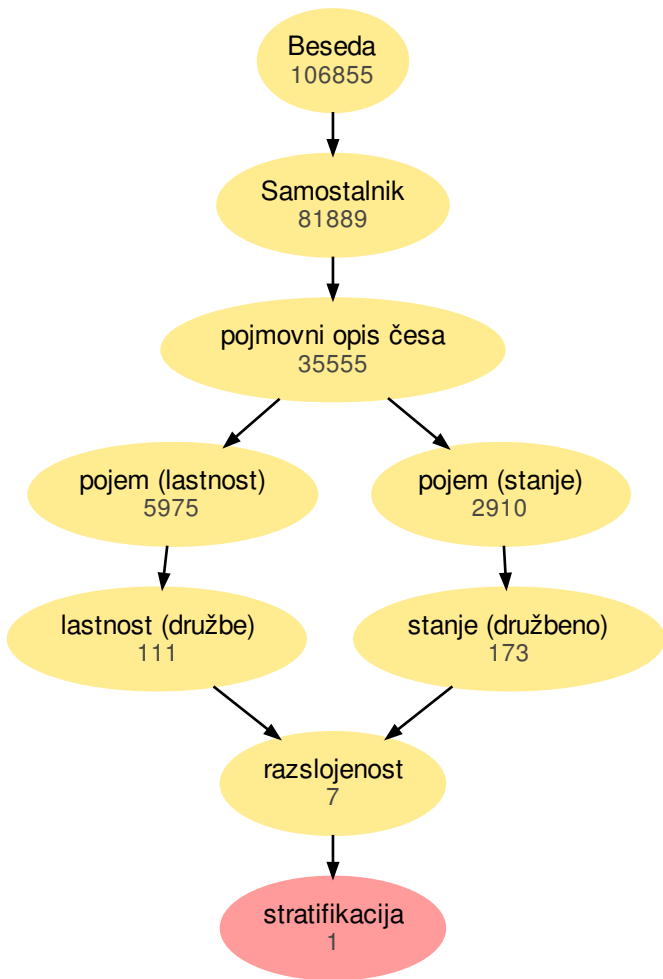 Beseda
106855
Samostalnik
81889
pojmovni opis česa
35555
pojem (lastnost)
5975
pojem (stanje)
2910
lastnost (družbe)
111
stanje (družbeno)
173
razslojenost
7
stratifikacija
1